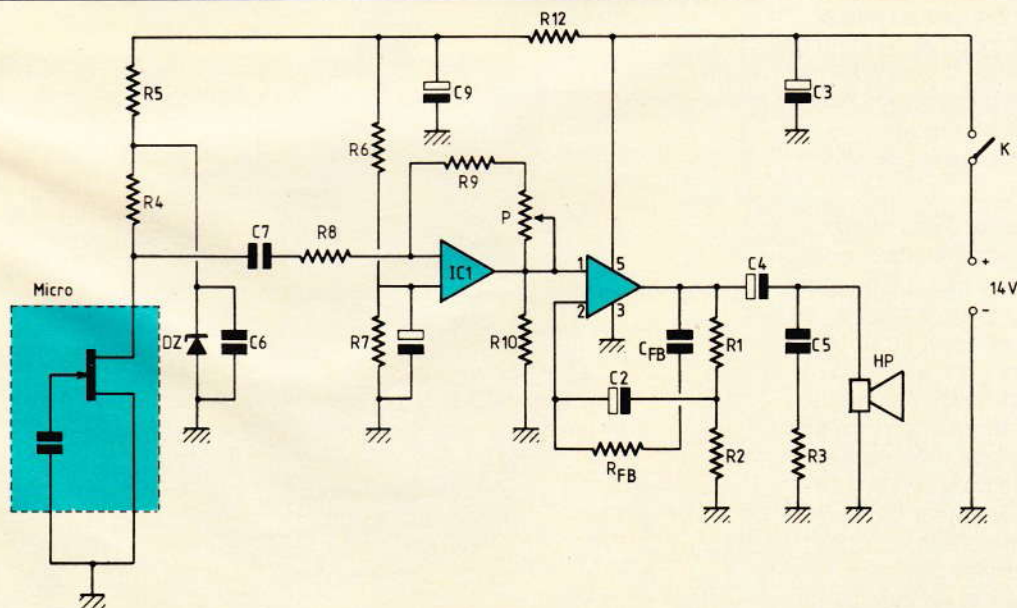 R12
R5
C9
C3
R6
K
R9
R4
P
C7
R8
IC1
1
5
C4
+
14V
-
Micro
2
3
DZ
C6
R7
R10
CFB
R1
C5
HP
C2
RFB
R2
R3